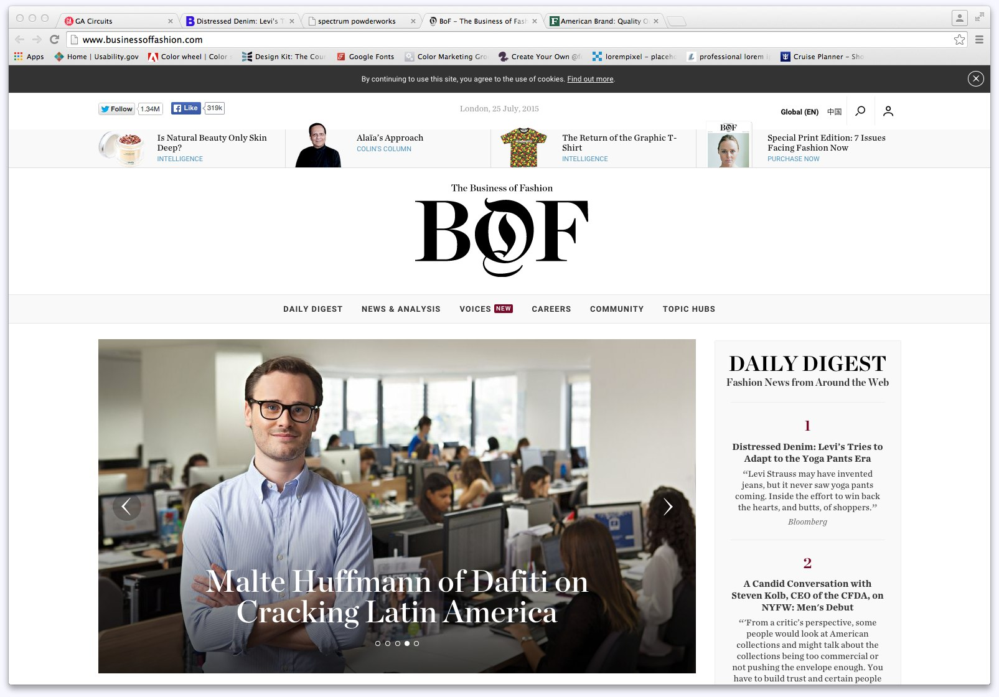 GA Circuits
Distressed Denim: Levi's T
spectrum powderworks
BoF – The Business of Fash
American Brand: Quality O
www.businessoffashion.com
Apps
Home | Usability.gov
Color wheel | Color
Design Kit: The Cour
Google Fonts
Color Marketing Gro
Create Your Own @f
lorempixel – placeho
professional lorem ip
Cruise Planner – Sho
By continuing to use this site, you agree to the use of cookies. Find out more.
Follow 1.34M
Like 319k
London, 25 July, 2015
Global (EN) 中国
Is Natural Beauty Only Skin
Deep?
INTELLIGENCE
Alaïa's Approach
COLIN'S COLUMN
The Return of the Graphic T-
Shirt
INTELLIGENCE
BOF
Special Print Edition: 7 Issues
Facing Fashion Now
PURCHASE NOW
The Business of Fashion
BOF
DAILY DIGEST NEWS & ANALYSIS VOICES NEW CAREERS COMMUNITY TOPIC HUBS
Malte Huffmann of Dafiti on
Cracking Latin America
DAILY DIGEST
Fashion News from Around the Web
1
Distressed Denim: Levi's Tries to
Adapt to the Yoga Pants Era
“Levi Strauss may have invented
jeans, but it never saw yoga pants
coming. Inside the effort to win back
the hearts, and butts, of shoppers.”
Bloomberg
2
A Candid Conversation with
Steven Kolb, CEO of the CFDA, on
NYFW: Men's Debut
“‘From a critic's perspective, some
people would look at American
collections and might talk about the
collections being too commercial or
not pushing the envelope enough. You
have to build trust and certain people